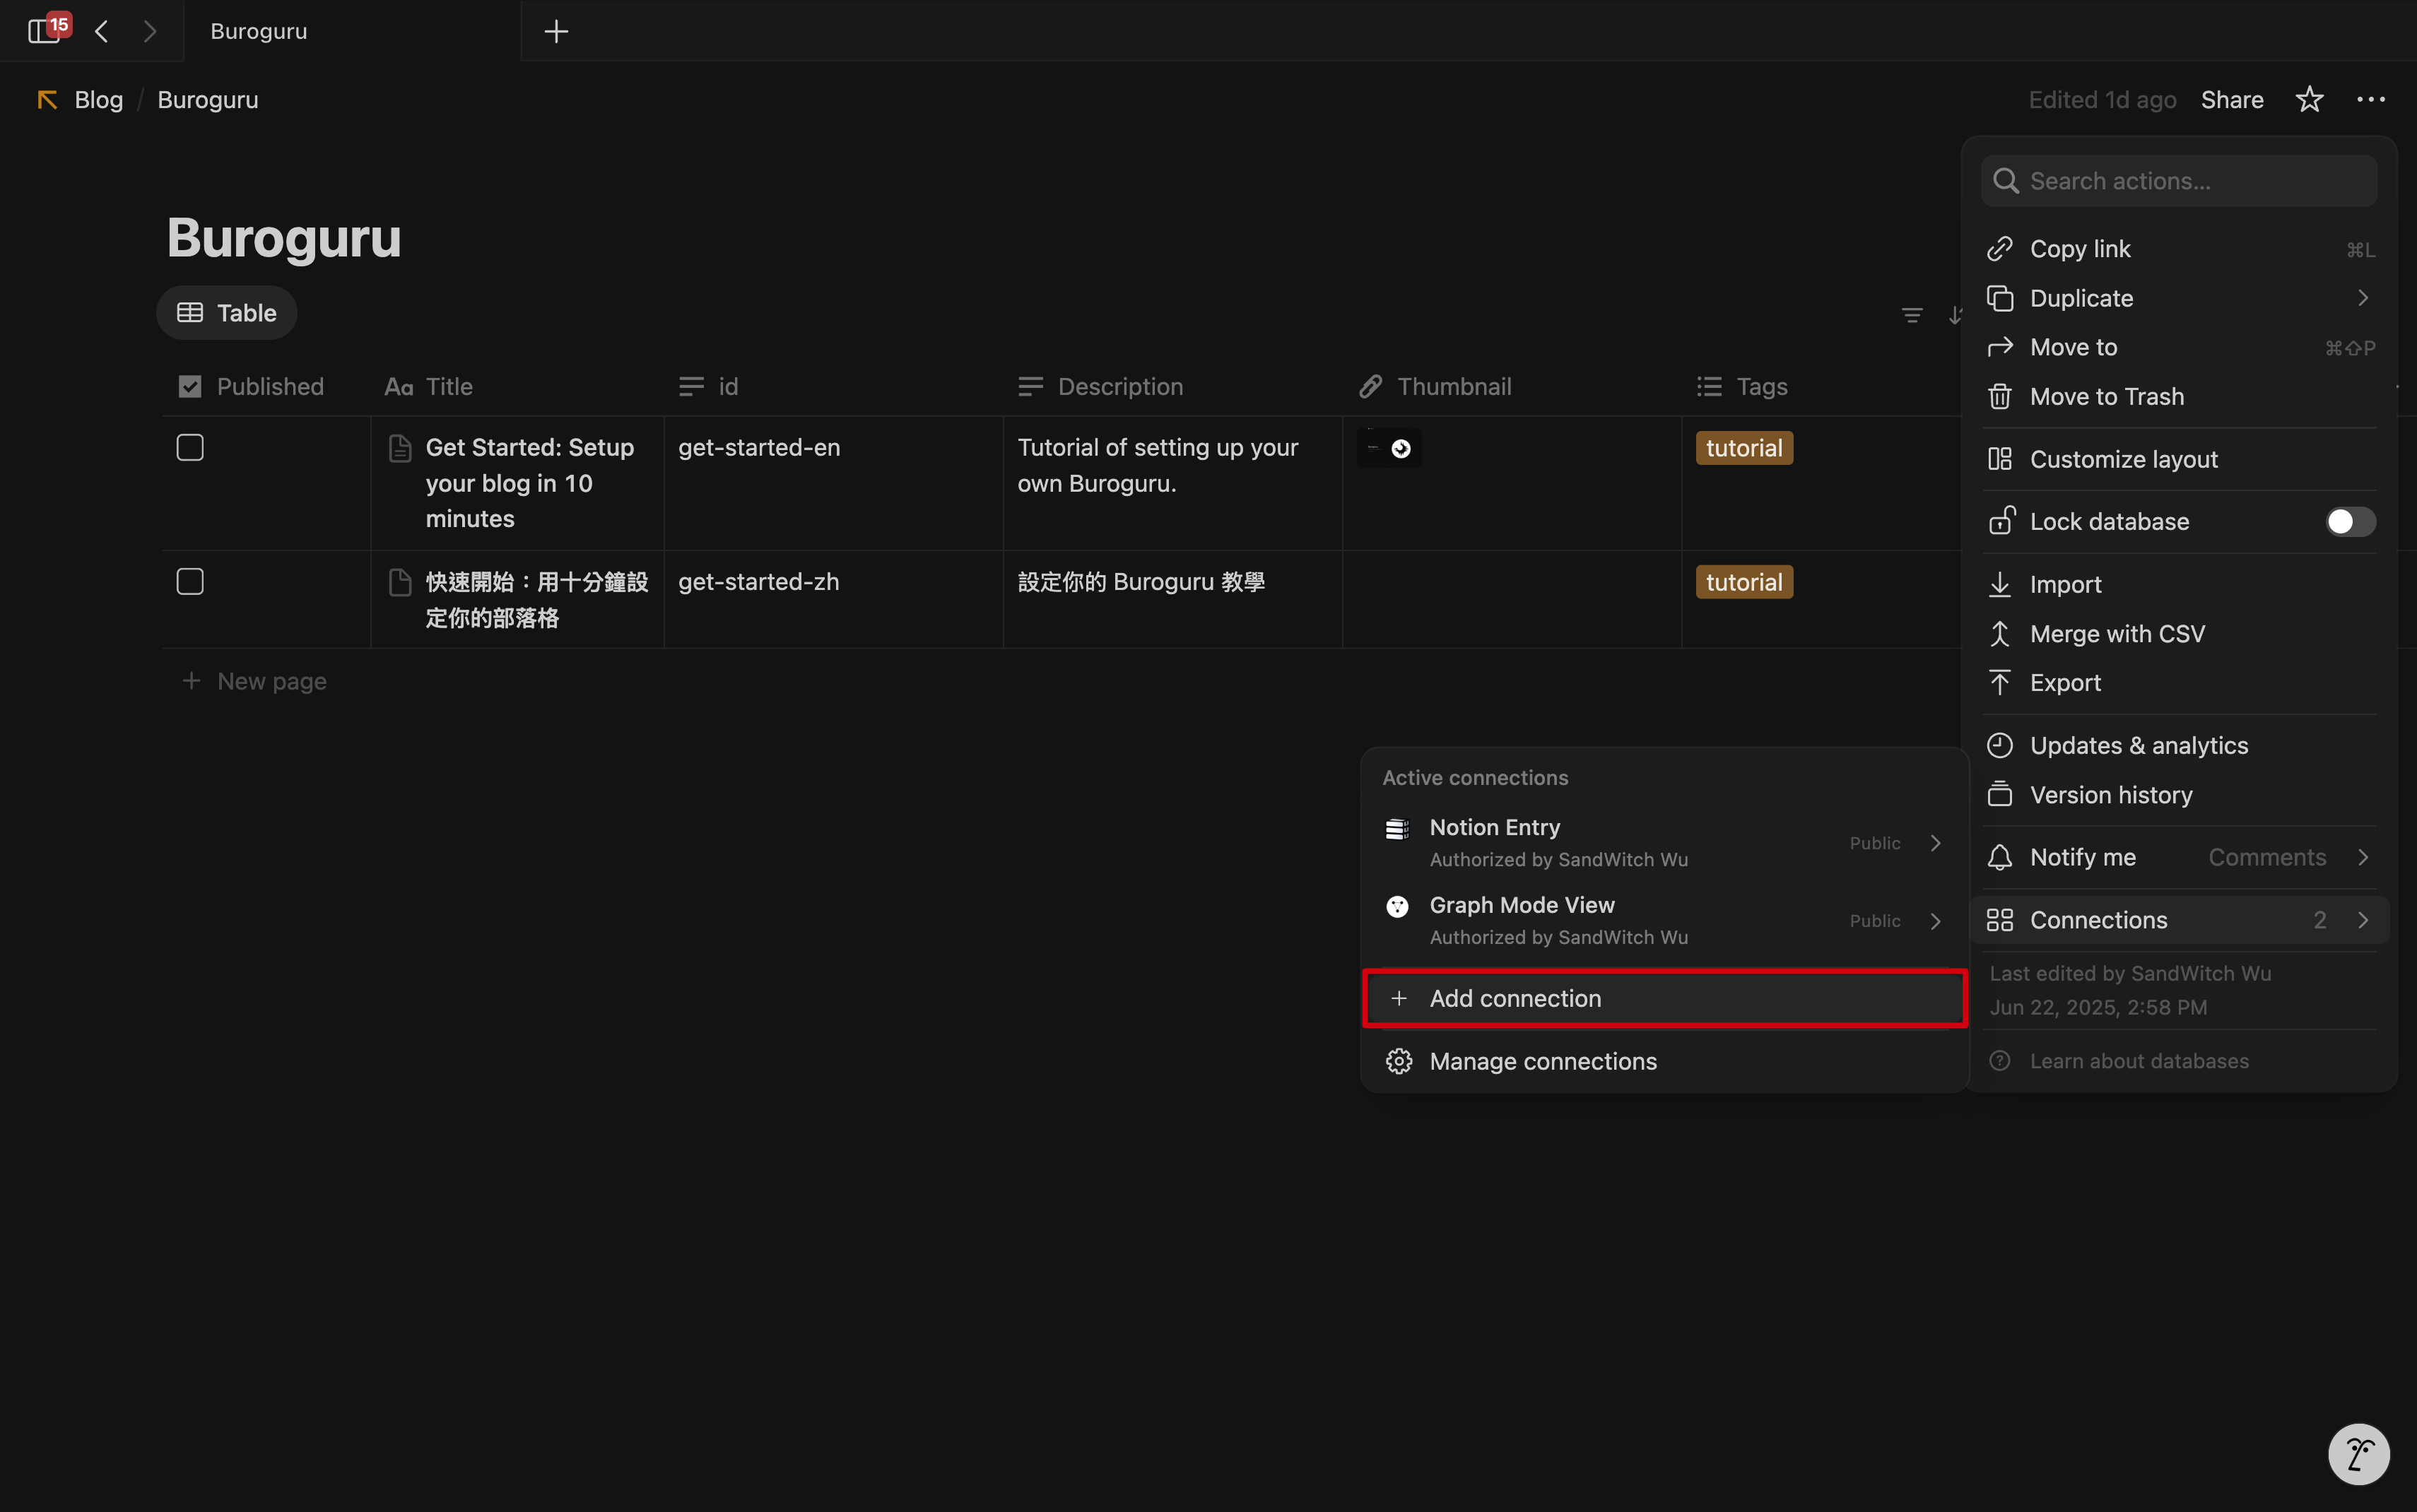 15
Buroguru
Blog / Buroguru
Edited 1d ago Share
Buroguru
Table
Published Aa Title id Description Thumbnail Tags
Get Started: Setup
your blog in 10
minutes
get-started-en
Tutorial of setting up your
own Buroguru.
tutorial
快速開始：用十分鐘設
定你的部落格
get-started-zh
設定你的 Buroguru 教學
tutorial
New page
Search actions...
Copy link ⌘L
Duplicate
Move to ⌘⇧P
Move to Trash
Customize layout
Lock database
Import
Merge with CSV
Export
Updates & analytics
Version history
Notify me Comments
Connections 2
Last edited by SandWitch Wu
Jun 22, 2025, 2:58 PM
Learn about databases
Active connections
Notion Entry
Authorized by SandWitch Wu
Public
Graph Mode View
Authorized by SandWitch Wu
Public
Add connection
Manage connections